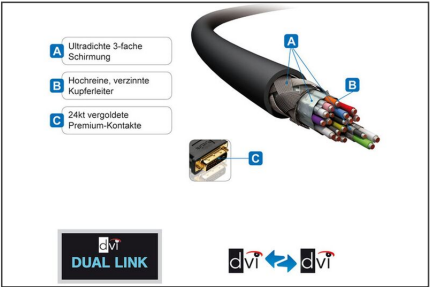 A
Ultradichte 3-fache
Schirmung
B
Hochreine, verzinnte
Kupferleiter
C
24kt vergoldete
Premium-Kontakte
A
B
C
dvi
DUAL LINK
dvi
dvi